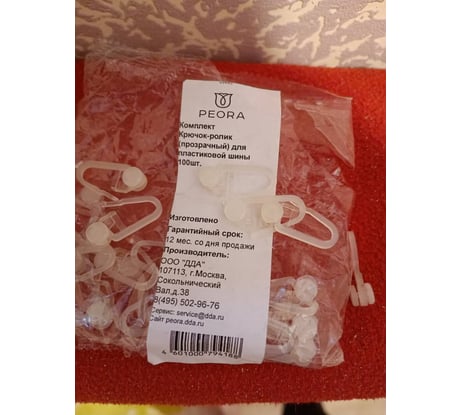 PEORA
Комплект
Крючок-ролик
(прозрачный) для
пластиковой шины
100шт.
Изготовлено
Гарантийный срок:
12 мес. со дня продажи
Производитель:
ООО "ДДА"
107113, г.Москва,
Сокольнический
Вал,д.38
8(495) 502-96-76
Сервис: service@dda.ru
Сайт peora.dda.ru